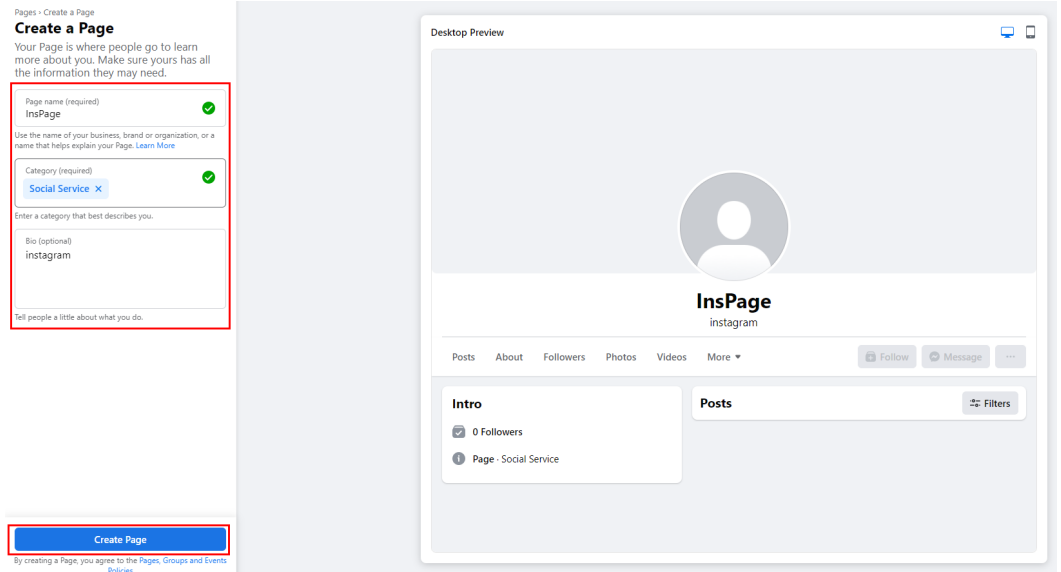 Pages › Create a Page
Create a Page
Your Page is where people go to learn
more about you. Make sure yours has all
the information they may need.
Page name (required)
InsPage
Use the name of your business, brand or organization, or a
name that helps explain your Page. Learn More
Category (required)
Social Service ×
Enter a category that best describes you.
Bio (optional)
instagram
Tell people a little about what you do.
Create Page
By creating a Page, you agree to the Pages, Groups and Events
Policies
Desktop Preview
InsPage
instagram
Posts About Followers Photos Videos More ▼ Follow Message ...
Intro
0 Followers
Page · Social Service
Posts Filters